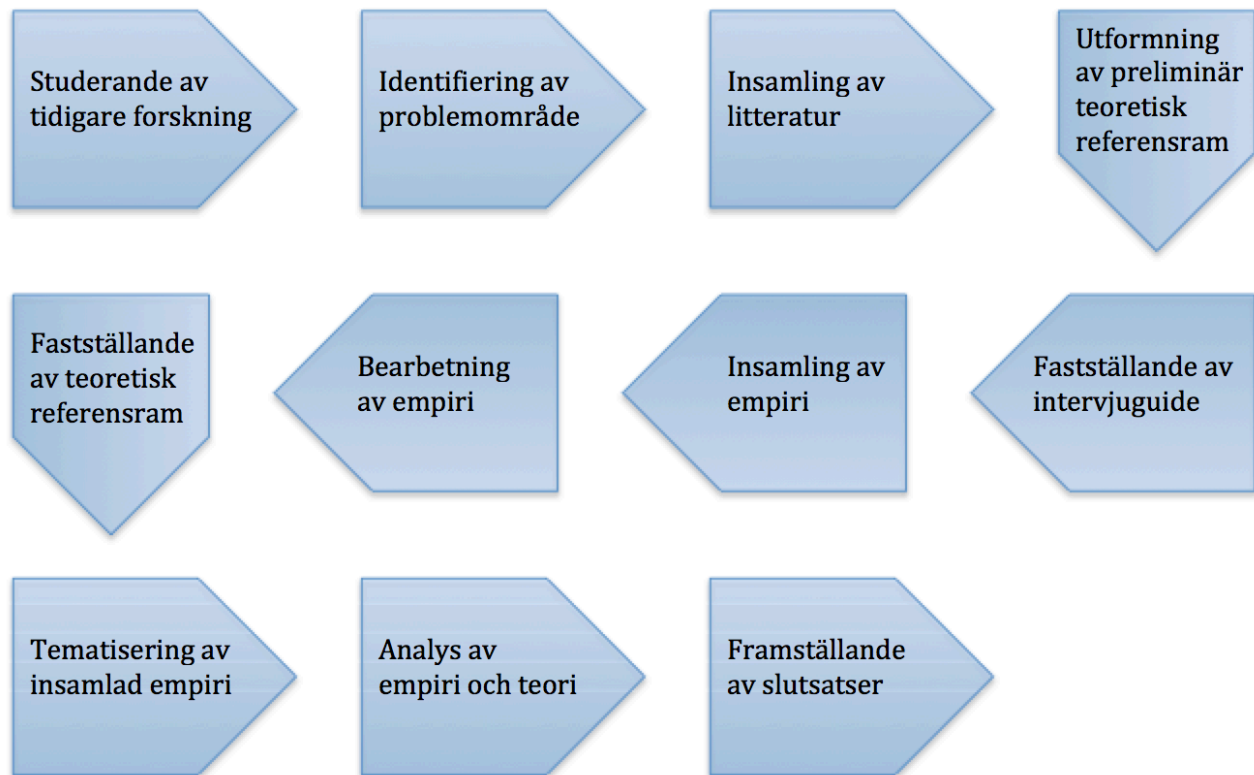 Studerande av
tidigare forskning
Identifiering av
problemområde
Insamling av
litteratur
Utformning
av preliminär
teoretisk
referensram
Fastställande av
intervjuguide
Insamling av
empiri
Bearbetning
av empiri
Fastställande
av teoretisk
referensram
Tematisering av
insamlad empiri
Analys av
empiri och teori
Framställande
av slutsatser